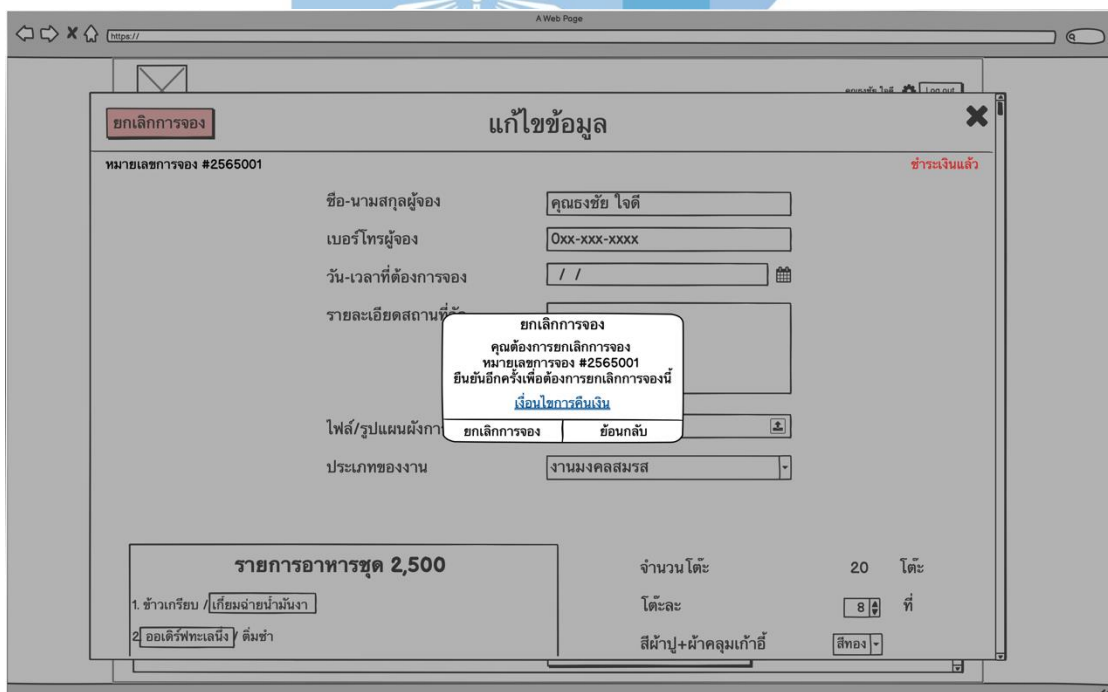 A Web Page
https://
คุณธงชัย ใจดี Log out
ยกเลิกการจอง
แก้ไขข้อมูล
หมายเลขการจอง #2565001
ชำระเงินแล้ว
ชื่อ-นามสกุลผู้จอง คุณธงชัย ใจดี
เบอร์โทรผู้จอง 0xx-xxx-xxxx
วัน-เวลาที่ต้องการจอง / /
รายละเอียดสถานที่จัด
ยกเลิกการจอง
คุณต้องการยกเลิกการจอง
หมายเลขการจอง #2565001
ยืนยันอีกครั้งเพื่อต้องการยกเลิกการจองนี้
เงื่อนไขการคืนเงิน
ยกเลิกการจอง ย้อนกลับ
ไฟล์/รูปแผนผังกา
ประเภทของงาน งานมงคลสมรส
รายการอาหารชุด 2,500
1. ข้าวเกรียบ / เกี๊ยมฉ่ายน้ำมันงา
2. ออเดิร์ฟทะเลนึ่ง / ติ่มซำ
จำนวนโต๊ะ 20 โต๊ะ
โต๊ะละ 8 ที่
สีผ้าปู+ผ้าคลุมเก้าอี้ สีทอง